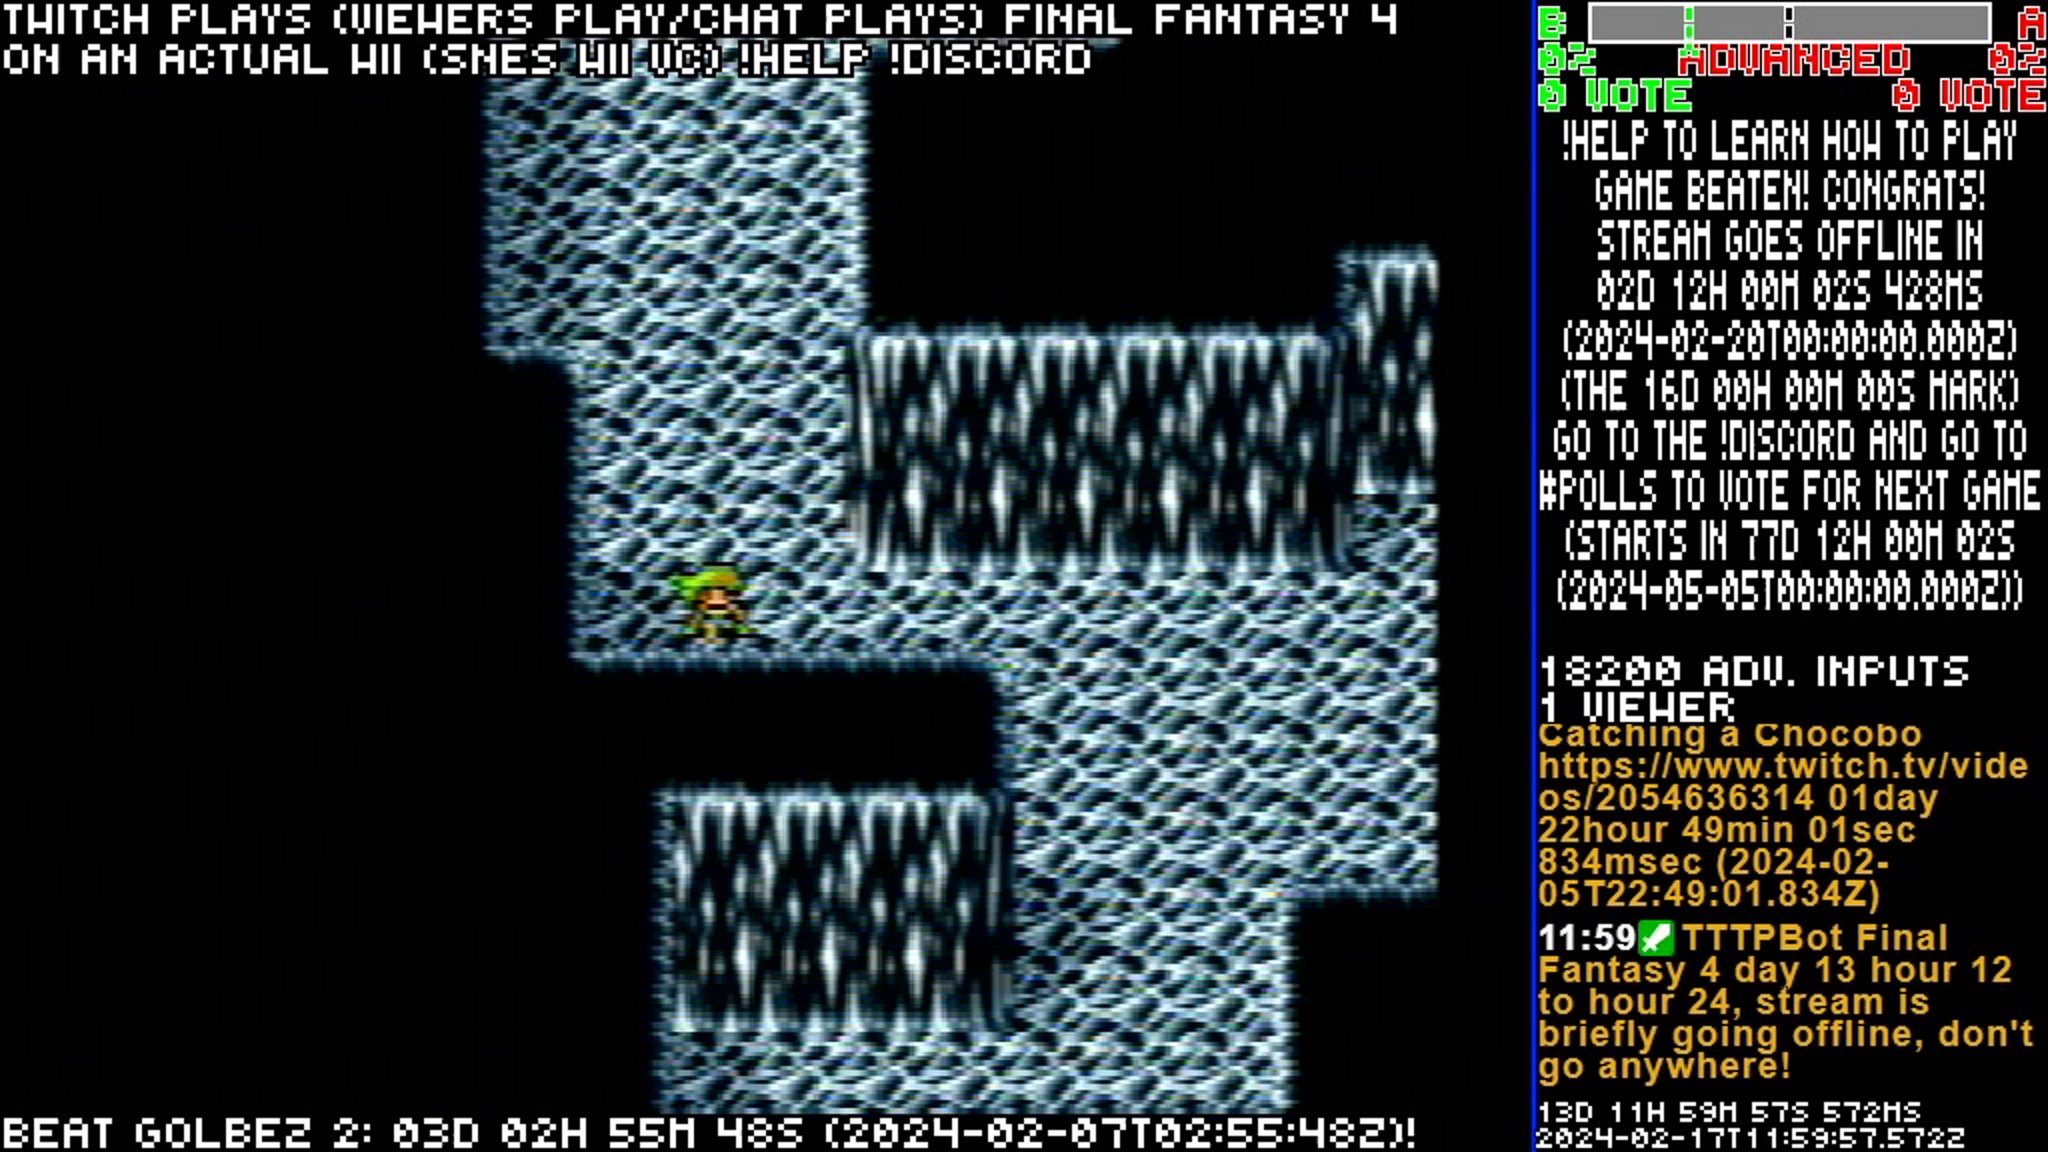 TWITCH PLAYS (VIEWERS PLAY/CHAT PLAYS) FINAL FANTASY 4
ON AN ACTUAL WII (SNES WII VC) !HELP !DISCORD
B A
0% ADVANCED 0%
0 VOTE 0 VOTE
!HELP TO LEARN HOW TO PLAY
GAME BEATEN! CONGRATS!
STREAM GOES OFFLINE IN
02D 12H 00M 02S 428MS
(2024-02-20T00:00:00.000Z)
(THE 16D 00H 00M 00S MARK)
GO TO THE !DISCORD AND GO TO
#POLLS TO VOTE FOR NEXT GAME
(STARTS IN 77D 12H 00M 02S
(2024-05-05T00:00:00.000Z))
18200 ADV. INPUTS
1 VIEWER
Catching a Chocobo
https://www.twitch.tv/vide
os/2054636314 01day
22hour 49min 01sec
834msec (2024-02-
05T22:49:01.834Z)
11:59 TTTPBot Final
Fantasy 4 day 13 hour 12
to hour 24, stream is
briefly going offline, don't
go anywhere!
13D 11H 59M 57S 572MS
2024-02-17T11:59:57.572Z
BEAT GOLBEZ 2: 03D 02H 55M 48S (2024-02-07T02:55:48Z)!